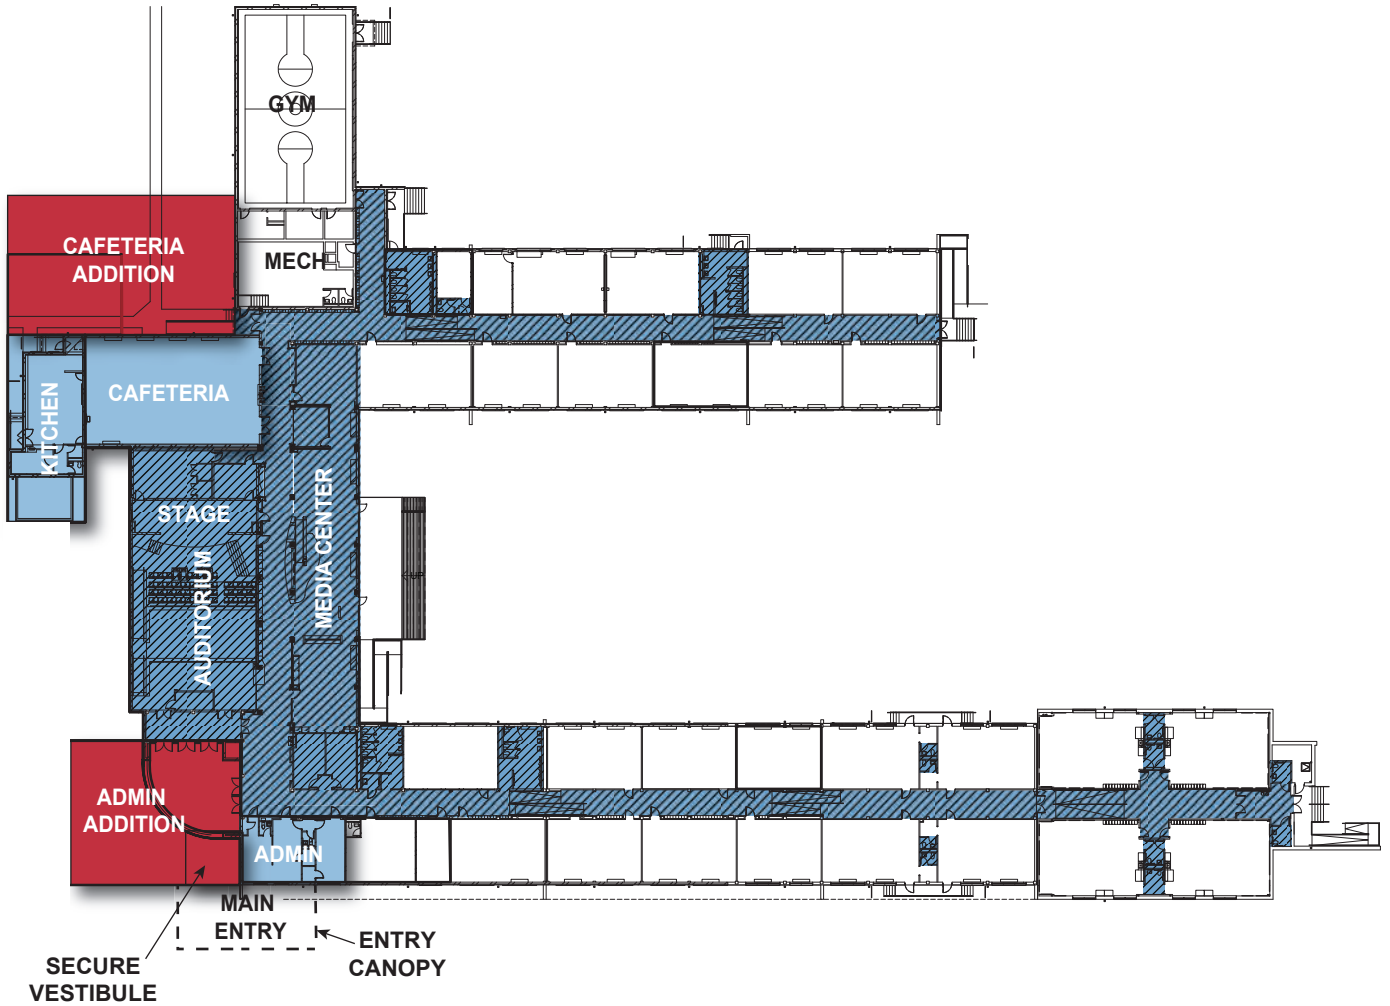 GYM
CAFETERIA
ADDITION
MECH
CAFETERIA
KITCHEN
STAGE
MEDIA CENTER
AUDITORIUM
ADMIN
ADDITION
ADMIN
MAIN
ENTRY
ENTRY
CANOPY
SECURE
VESTIBULE